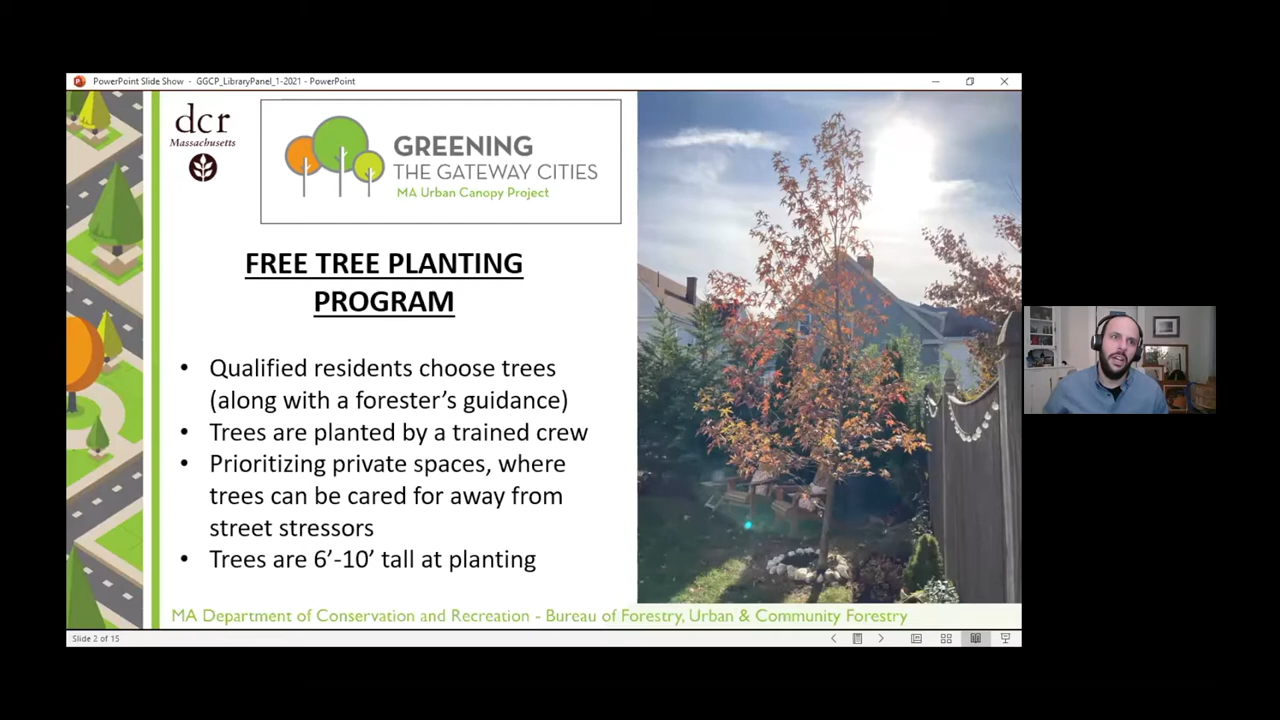 PowerPoint Slide Show - GGCP_LibraryPanel_1-2021 - PowerPoint
dcr
Massachusetts
GREENING
THE GATEWAY CITIES
MA Urban Canopy Project
FREE TREE PLANTING
PROGRAM
• Qualified residents choose trees
(along with a forester’s guidance)
• Trees are planted by a trained crew
• Prioritizing private spaces, where
trees can be cared for away from
street stressors
• Trees are 6’-10’ tall at planting
MA Department of Conservation and Recreation - Bureau of Forestry, Urban & Community Forestry
Slide 2 of 15